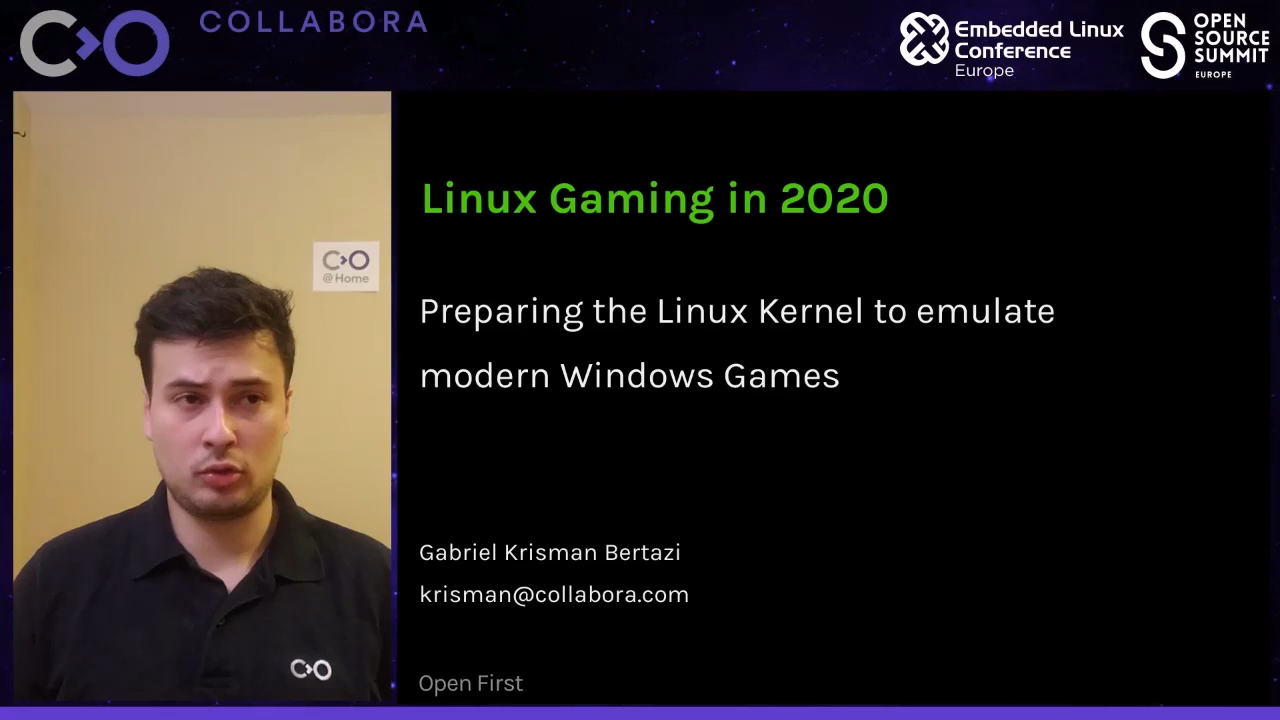 COLLABORA
Embedded Linux
Conference
Europe
OPEN
SOURCE
SUMMIT
EUROPE
@Home
Linux Gaming in 2020
Preparing the Linux Kernel to emulate
modern Windows Games
Gabriel Krisman Bertazi
krisman@collabora.com
Open First